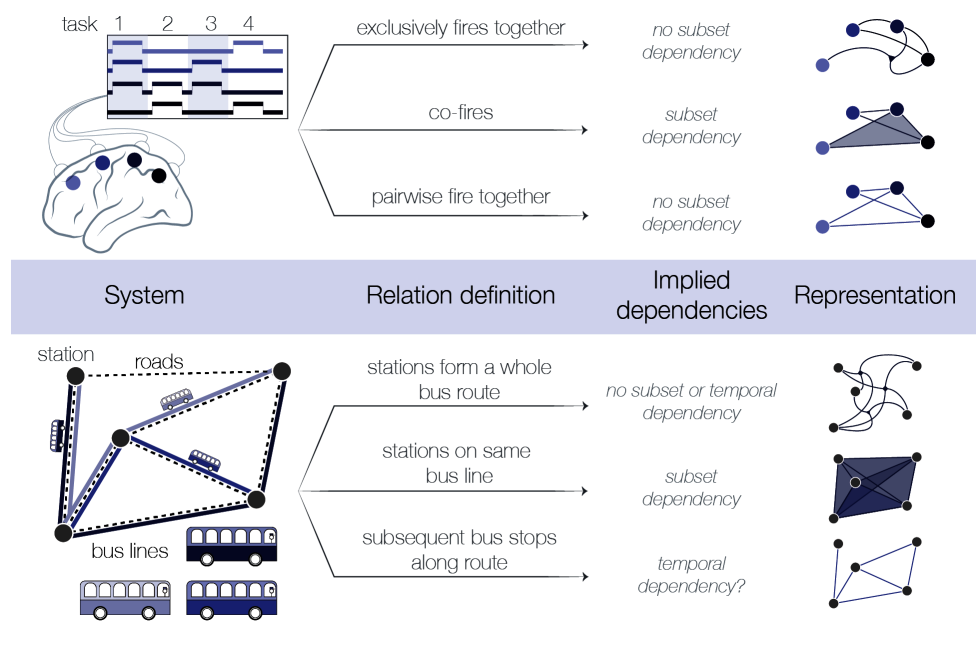 task 1 2 3 4
exclusively fires together
no subset
dependency
co-fires
subset
dependency
pairwise fire together
no subset
dependency
System
Relation definition
Implied
dependencies
Representation
station
roads
bus lines
stations form a whole
bus route
no subset or temporal
dependency
stations on same
bus line
subset
dependency
subsequent bus stops
along route
temporal
dependency?